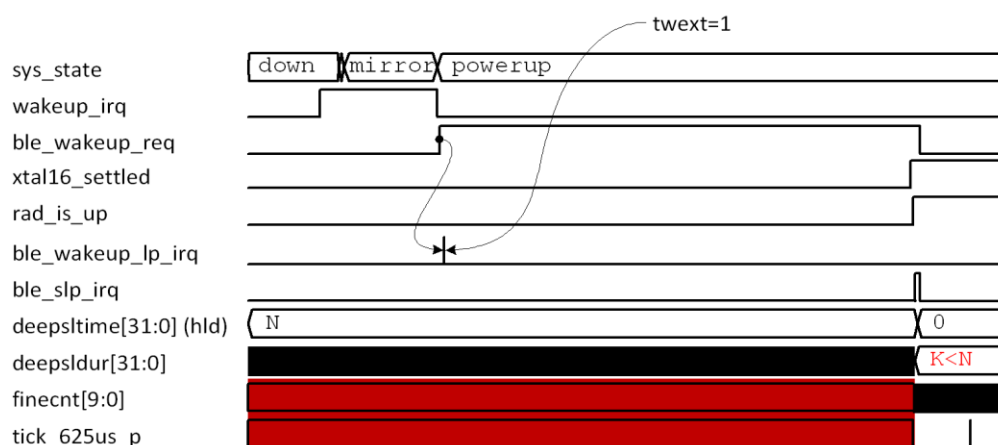 twext=1
sys_state down mirror powerup
wakeup_irq
ble_wakeup_req
xtal16_settled
rad_is_up
ble_wakeup_lp_irq
ble_slp_irq
deepsltime[31:0] (hld) N 0
deepsldur[31:0] K<N
finecnt[9:0]
tick_625us_p